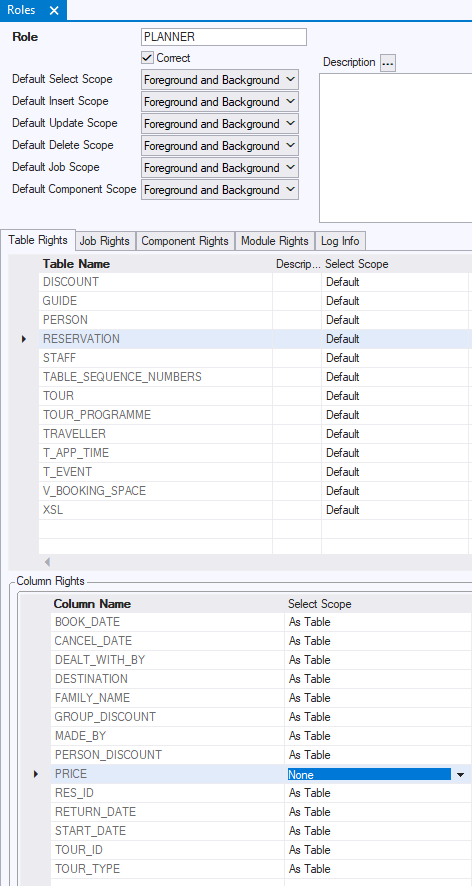 Roles
Role PLANNER
Correct
Description ...
Default Select Scope Foreground and Background
Default Insert Scope Foreground and Background
Default Update Scope Foreground and Background
Default Delete Scope Foreground and Background
Default Job Scope Foreground and Background
Default Component Scope Foreground and Background
Table Rights Job Rights Component Rights Module Rights Log Info
Table Name Descrip... Select Scope
DISCOUNT Default
GUIDE Default
PERSON Default
RESERVATION Default
STAFF Default
TABLE_SEQUENCE_NUMBERS Default
TOUR Default
TOUR_PROGRAMME Default
TRAVELLER Default
T_APP_TIME Default
T_EVENT Default
V_BOOKING_SPACE Default
XSL Default
Column Rights
Column Name Select Scope
BOOK_DATE As Table
CANCEL_DATE As Table
DEALT_WITH_BY As Table
DESTINATION As Table
FAMILY_NAME As Table
GROUP_DISCOUNT As Table
MADE_BY As Table
PERSON_DISCOUNT As Table
PRICE None
RES_ID As Table
RETURN_DATE As Table
START_DATE As Table
TOUR_ID As Table
TOUR_TYPE As Table